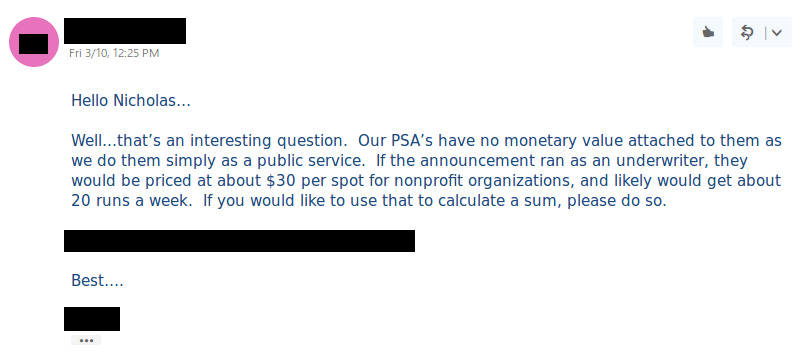 Fri 3/10, 12:25 PM
Hello Nicholas...
Well...that’s an interesting question.  Our PSA’s have no monetary value attached to them as
we do them simply as a public service.  If the announcement ran as an underwriter, they
would be priced at about $30 per spot for nonprofit organizations, and likely would get about
20 runs a week.  If you would like to use that to calculate a sum, please do so.
Best....